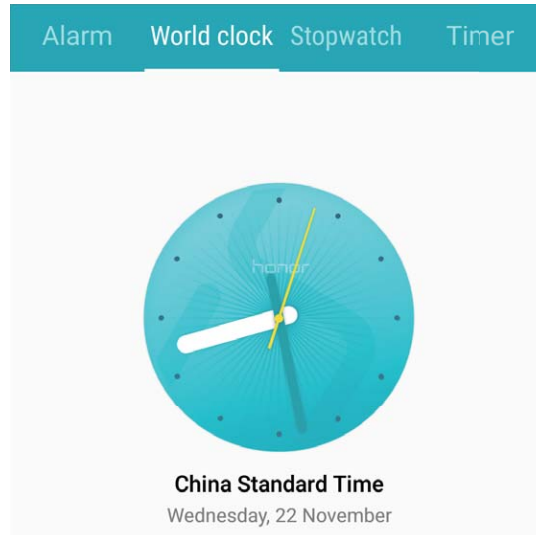 Alarm World clock Stopwatch Timer
honor
China Standard Time
Wednesday, 22 November